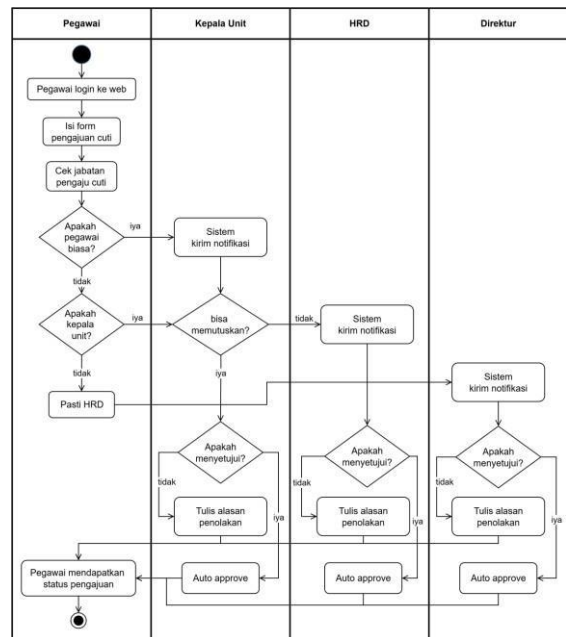 Pegawai
Kepala Unit
HRD
Direktur
Pegawai login ke web
Isi form
pengajuan cuti
Cek jabatan
pengaju cuti
Apakah
pegawai
biasa?
iya
Sistem
kirim notifikasi
tidak
Apakah
kepala
unit?
iya
bisa
memutuskan?
tidak
Sistem
kirim notifikasi
tidak
iya
Pasti HRD
Sistem
kirim notifikasi
Apakah
menyetujui?
tidak
iya
Tulis alasan
penolakan
Apakah
menyetujui?
tidak
iya
Tulis alasan
penolakan
Apakah
menyetujui?
tidak
iya
Tulis alasan
penolakan
Pegawai mendapatkan
status pengajuan
Auto approve
Auto approve
Auto approve